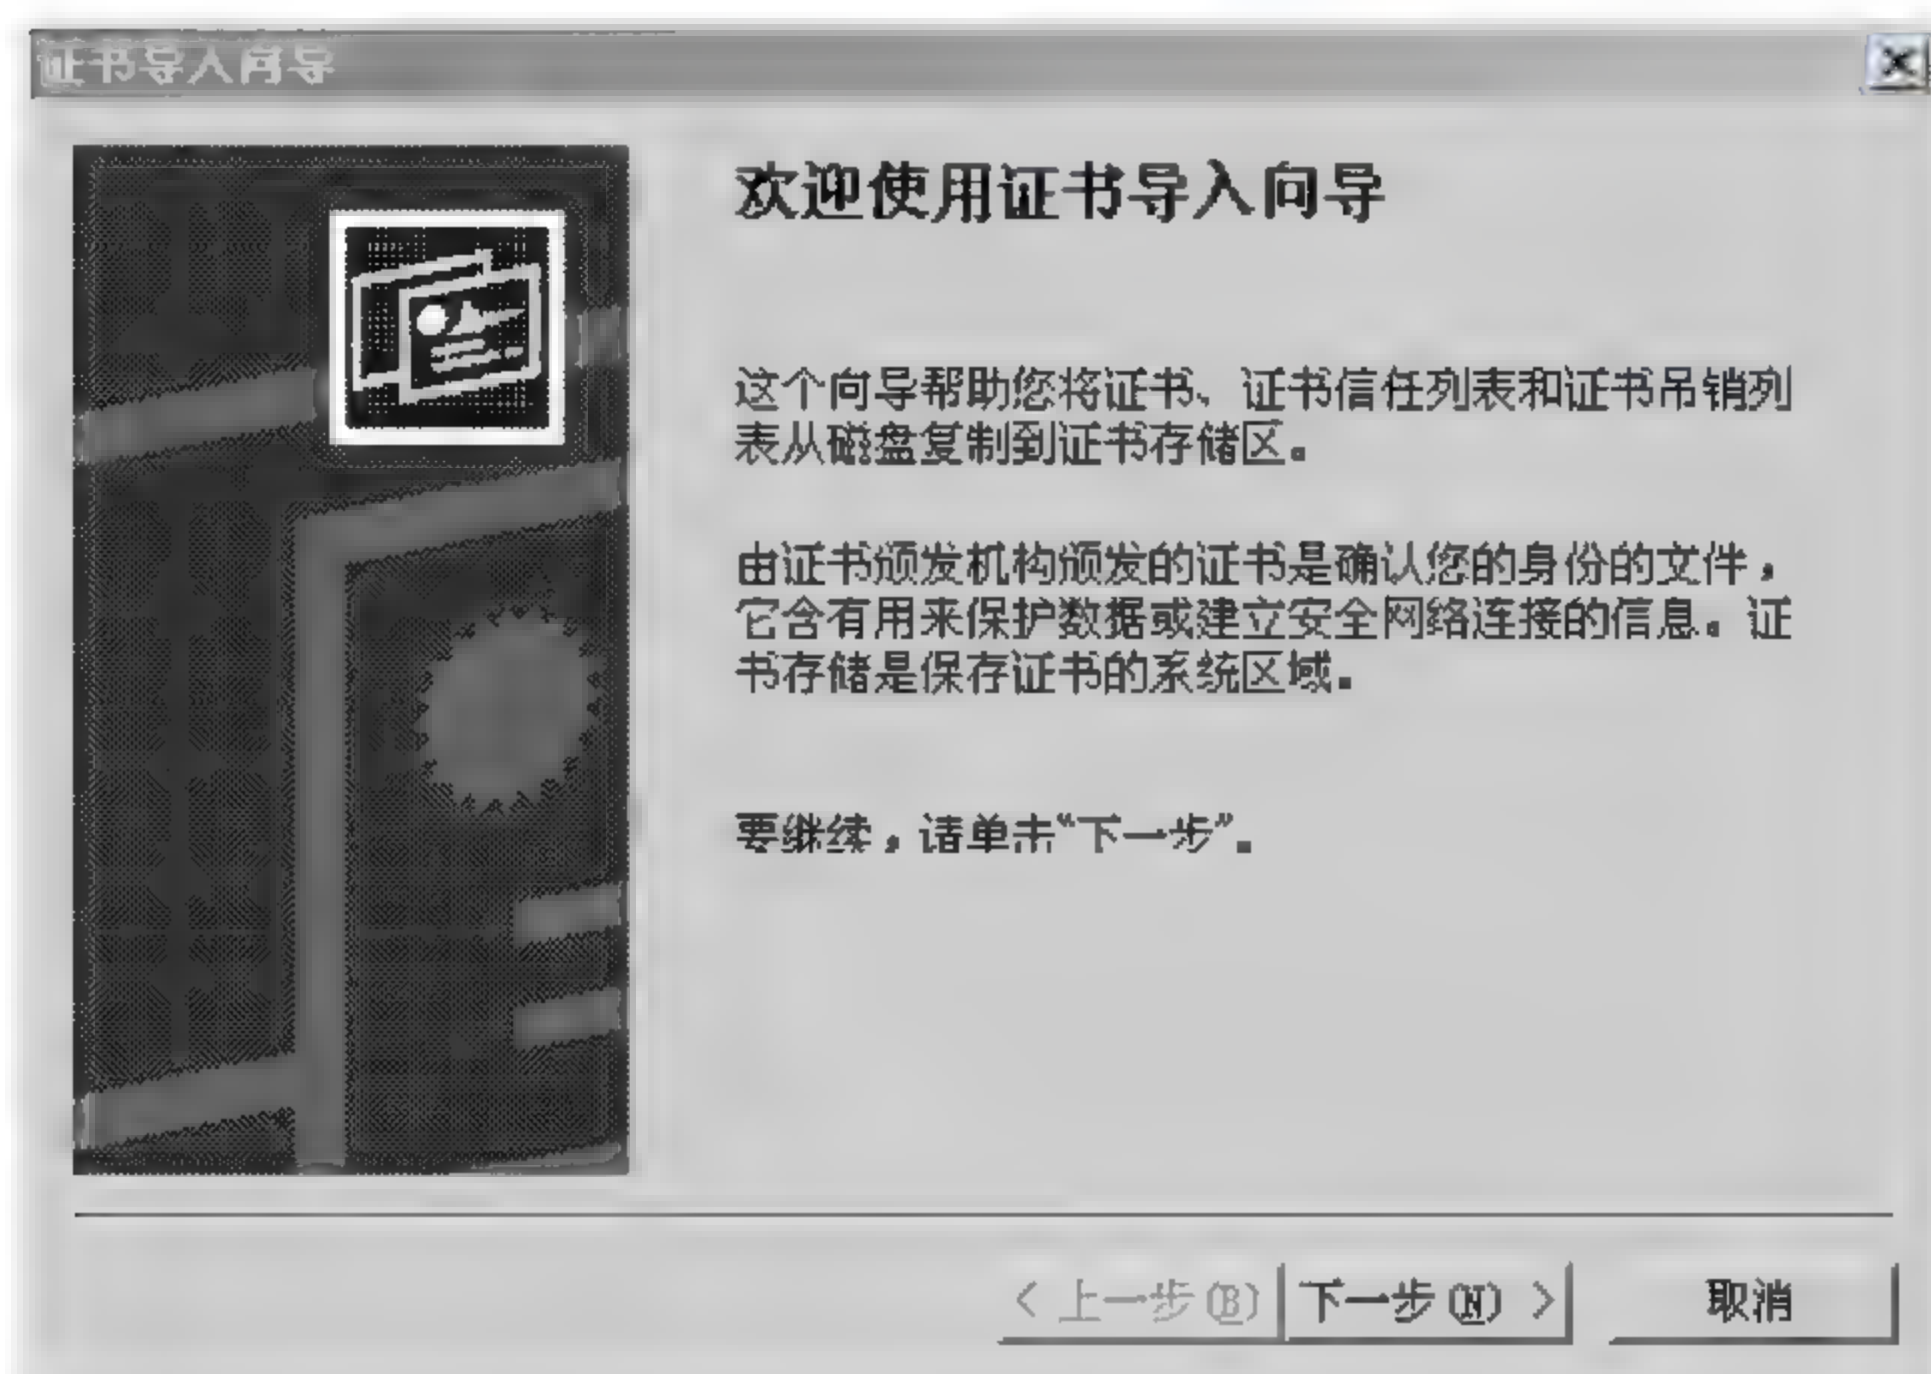 证书导入向导
欢迎使用证书导入向导
这个向导帮助您将证书、证书信任列表和证书吊销列
表从磁盘复制到证书存储区。
由证书颁发机构颁发的证书是确认您的身份的文件，
它含有用来保护数据或建立安全网络连接的信息。证
书存储是保存证书的系统区域。
要继续，请单击“下一步”。
< 上一步(B) 下一步(N) > 取消